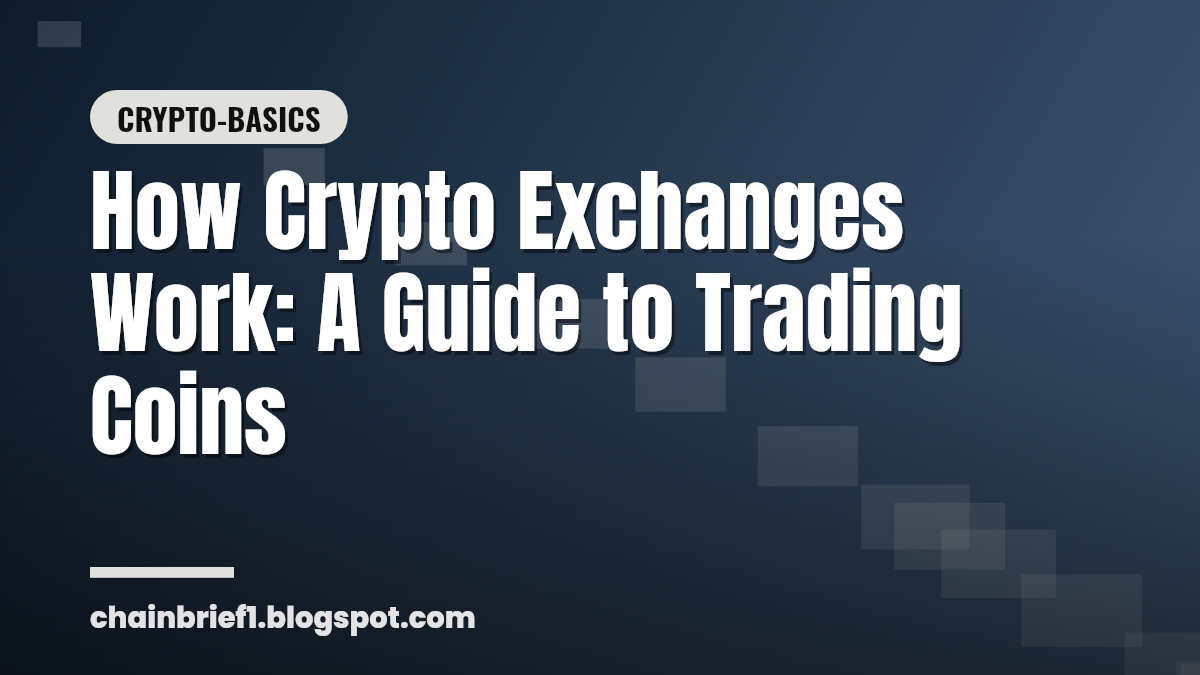 CRYPTO-BASICS
How Crypto Exchanges
Work: A Guide to Trading
Coins
chainbrief1.blogspot.com